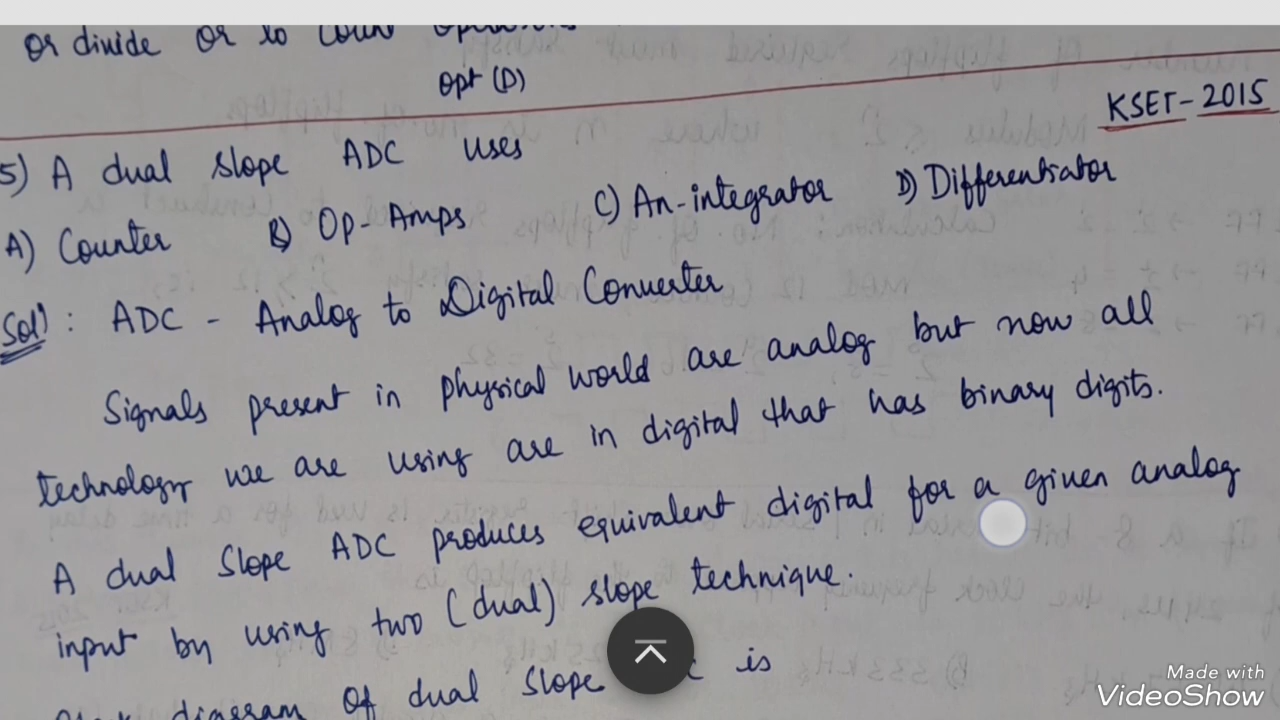 or divide or to count
opt (D)
KSET-2015
5) A dual slope ADC uses
A) Counter B) Op-Amps C) An-integrator D) Differentiator
Sol): ADC - Analog to Digital Converter
Signals present in physical world are analog but now all
technology we are using are in digital that has binary digits.
A dual slope ADC produces equivalent digital for a given analog
input by using two (dual) slope technique.
diagram of dual slope is
Made with
VideoShow